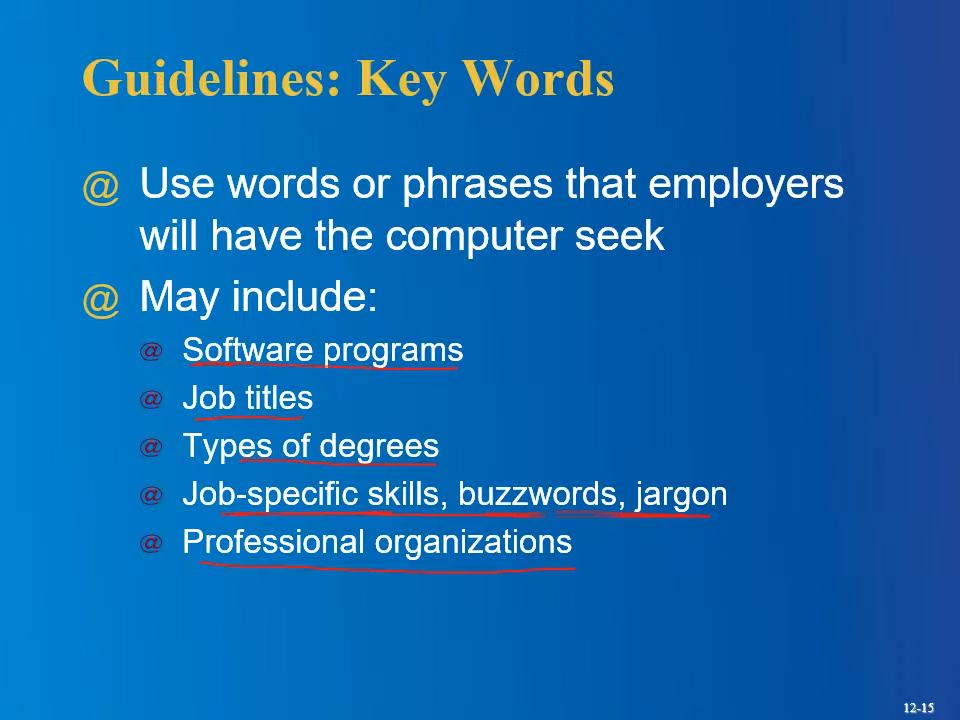 Guidelines: Key Words
@ Use words or phrases that employers
will have the computer seek
@ May include:
@ Software programs
@ Job titles
@ Types of degrees
@ Job-specific skills, buzzwords, jargon
@ Professional organizations
12-15